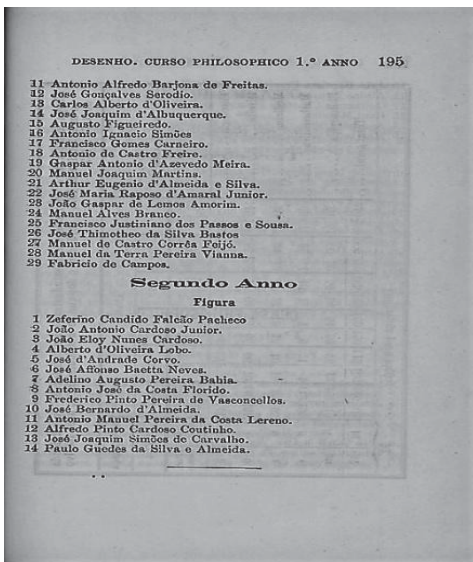 DESENHO. CURSO PHILOSOPHICO 1.º ANNO 195
11 Antonio Alfredo Barjona de Freitas.
12 José Gonçalves Serodio.
13 Carlos Alberto d'Oliveira.
14 José Joaquim d'Albuquerque.
15 Augusto Figueiredo.
16 Antonio Ignacio Simões
17 Francisco Gomes Carneiro.
18 Antonio de Castro Freire.
19 Gaspar Antonio d'Azevedo Meira.
20 Manuel Joaquim Martins.
21 Arthur Eugenio d'Almeida e Silva.
22 José Maria Raposo d'Amaral Junior.
23 João Gaspar de Lemos Amorim.
24 Manuel Alves Branco.
25 Francisco Justiniano dos Passos e Sousa.
26 José Thimotheo da Silva Bastos
27 Manuel de Castro Corrêa Feijó.
28 Manuel da Terra Pereira Vianna.
29 Fabricio de Campos.
Segundo Anno
Figura
1 Zeferino Candido Falcão Pacheco
2 João Antonio Cardoso Junior.
3 João Eloy Nunes Cardoso.
4 Alberto d'Oliveira Lobo.
5 José d'Andrade Corvo.
6 José Affonso Baetta Neves.
7 Adelino Augusto Pereira Bahia.
8 Antonio José da Costa Florido.
9 Frederico Pinto Pereira de Vasconcellos.
10 José Bernardo d'Almeida.
11 Antonio Manuel Pereira da Costa Lereno.
12 Alfredo Pinto Cardoso Coutinho.
13 José Joaquim Simões de Carvalho.
14 Paulo Guedes da Silva e Almeida.